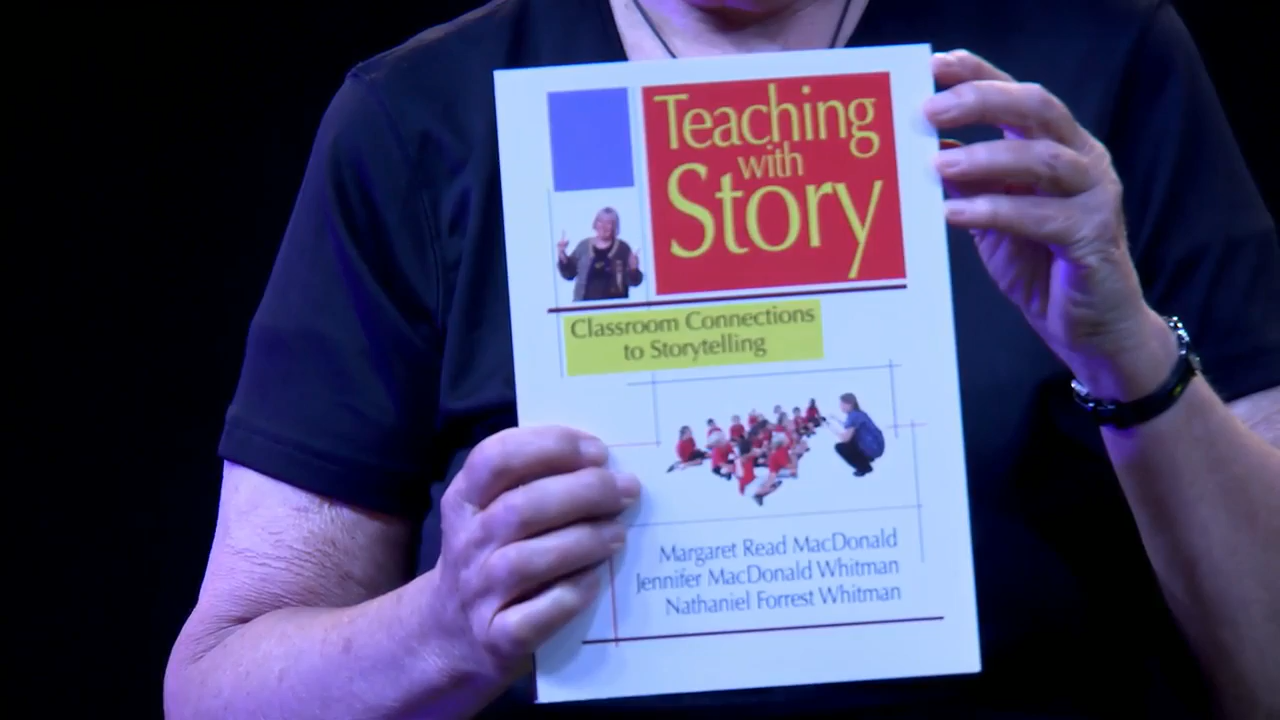 Teaching
with
Story
Classroom Connections
to Storytelling
Margaret Read MacDonald
Jennifer MacDonald Whitman
Nathaniel Forrest Whitman